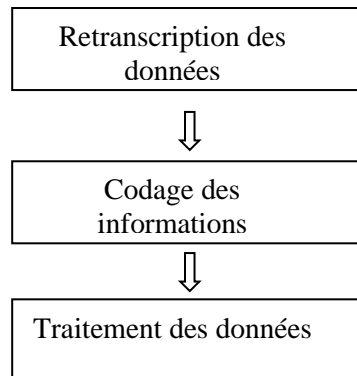 Retranscription des
données
Codage des
informations
Traitement des données